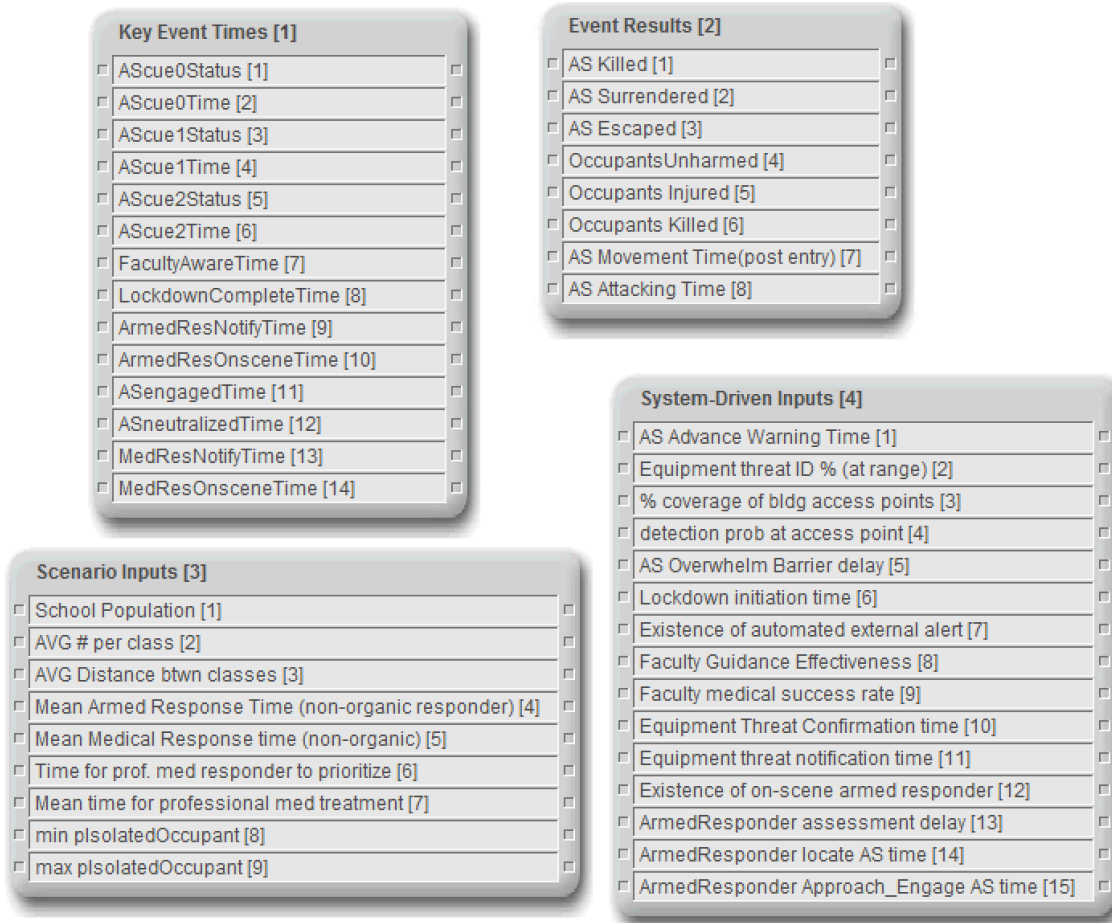 Key Event Times [1]
AScue0Status [1]
AScue0Time [2]
AScue1Status [3]
AScue1Time [4]
AScue2Status [5]
AScue2Time [6]
FacultyAwareTime [7]
LockdownCompleteTime [8]
ArmedResNotifyTime [9]
ArmedResOnsceneTime [10]
ASengagedTime [11]
ASneutralizedTime [12]
MedResNotifyTime [13]
MedResOnsceneTime [14]
Event Results [2]
AS Killed [1]
AS Surrendered [2]
AS Escaped [3]
OccupantsUnharmed [4]
Occupants Injured [5]
Occupants Killed [6]
AS Movement Time(post entry) [7]
AS Attacking Time [8]
Scenario Inputs [3]
School Population [1]
AVG # per class [2]
AVG Distance btwn classes [3]
Mean Armed Response Time (non-organic responder) [4]
Mean Medical Response time (non-organic) [5]
Time for prof. med responder to prioritize [6]
Mean time for professional med treatment [7]
min pIsolatedOccupant [8]
max pIsolatedOccupant [9]
System-Driven Inputs [4]
AS Advance Warning Time [1]
Equipment threat ID % (at range) [2]
% coverage of bldg access points [3]
detection prob at access point [4]
AS Overwhelm Barrier delay [5]
Lockdown initiation time [6]
Existence of automated external alert [7]
Faculty Guidance Effectiveness [8]
Faculty medical success rate [9]
Equipment Threat Confirmation time [10]
Equipment threat notification time [11]
Existence of on-scene armed responder [12]
ArmedResponder assessment delay [13]
ArmedResponder locate AS time [14]
ArmedResponder Approach_Engage AS time [15]